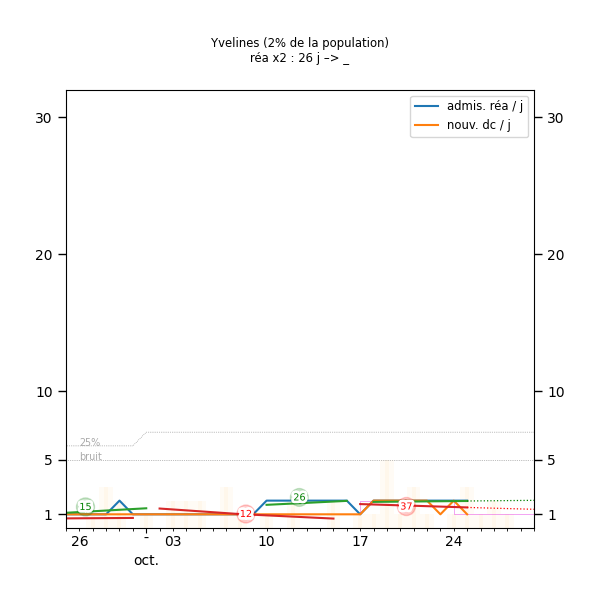 Yvelines (2% de la population)
réa x2 : 26 j –> _
admis. réa / j
nouv. dc / j
30 30
20 20
10 10
25%
bruit
5 5
15 26 12 37
1 1
26 - 03 10 17 24
oct.